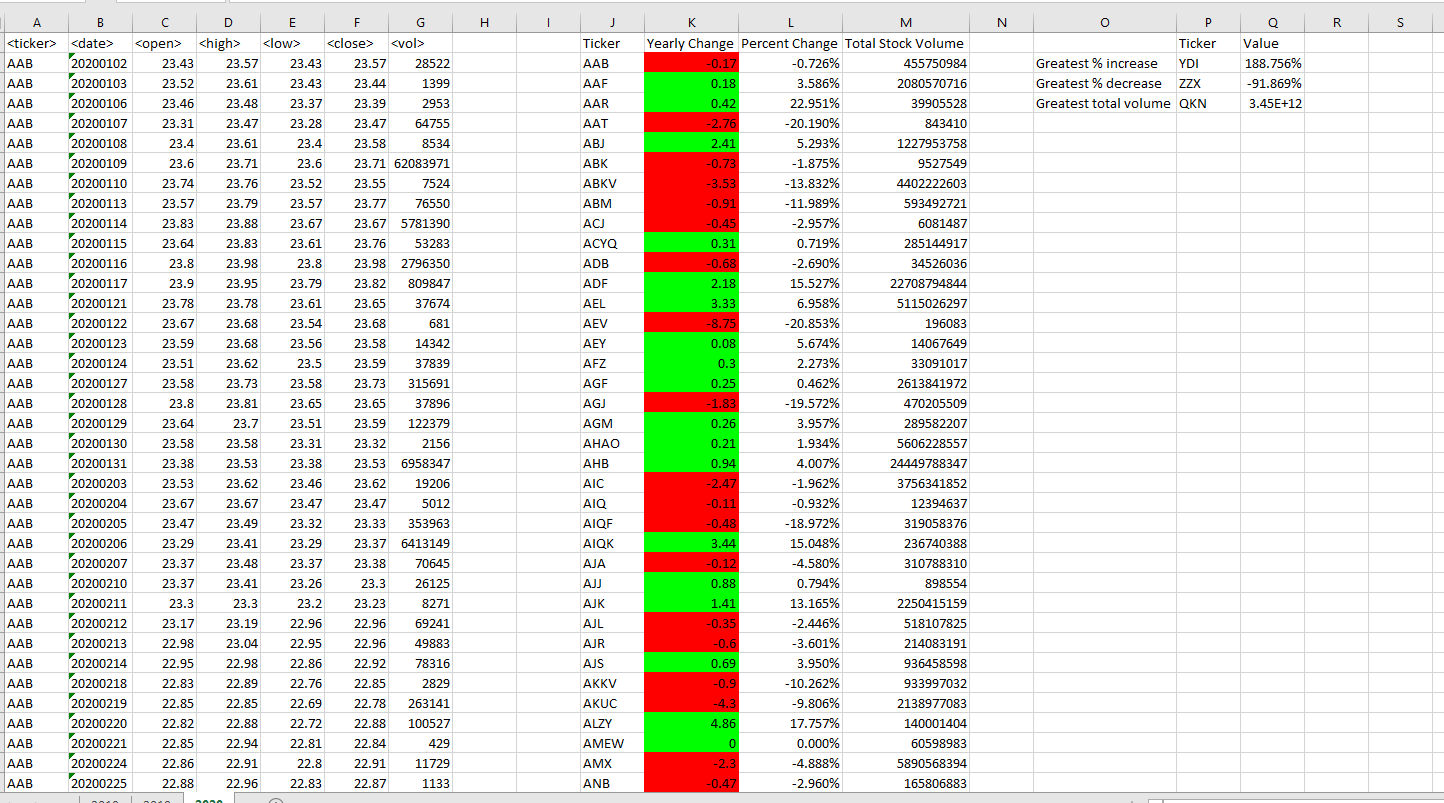 A B C D E F G H I J K L M N O P Q R S
<ticker> <date> <open> <high> <low> <close> <vol> Ticker Yearly Change Percent Change Total Stock Volume Ticker Value
AAB 20200102 23.43 23.57 23.43 23.57 28522 AAB -0.17 -0.726% 455750984 Greatest % increase YDI 188.756%
AAB 20200103 23.52 23.61 23.43 23.44 1399 AAF 0.18 3.586% 2080570716 Greatest % decrease ZZX -91.869%
AAB 20200106 23.46 23.48 23.37 23.39 2953 AAR 0.42 22.951% 39905528 Greatest total volume QKN 3.45E+12
AAB 20200107 23.31 23.47 23.28 23.47 64755 AAT -2.76 -20.190% 843410
AAB 20200108 23.4 23.61 23.4 23.58 8534 ABJ 2.41 5.293% 1227953758
AAB 20200109 23.6 23.71 23.6 23.71 62083971 ABK -0.73 -1.875% 9527549
AAB 20200110 23.74 23.76 23.52 23.55 7524 ABKV -3.53 -13.832% 4402222603
AAB 20200113 23.57 23.79 23.57 23.77 76550 ABM -0.91 -11.989% 593492721
AAB 20200114 23.83 23.88 23.67 23.67 5781390 ACJ -0.45 -2.957% 6081487
AAB 20200115 23.64 23.83 23.61 23.76 53283 ACYQ 0.31 0.719% 285144917
AAB 20200116 23.8 23.98 23.8 23.98 2796350 ADB -0.68 -2.690% 34526036
AAB 20200117 23.9 23.95 23.79 23.82 809847 ADF 2.18 15.527% 22708794844
AAB 20200121 23.78 23.78 23.61 23.65 37674 AEL 3.33 6.958% 5115026297
AAB 20200122 23.67 23.68 23.54 23.68 681 AEV -8.75 -20.853% 196083
AAB 20200123 23.59 23.68 23.56 23.58 14342 AEY 0.08 5.674% 14067649
AAB 20200124 23.51 23.62 23.5 23.59 37839 AFZ 0.3 2.273% 33091017
AAB 20200127 23.58 23.73 23.58 23.73 315691 AGF 0.25 0.462% 2613841972
AAB 20200128 23.8 23.81 23.65 23.65 37896 AGJ -1.83 -19.572% 470205509
AAB 20200129 23.64 23.7 23.51 23.59 122379 AGM 0.26 3.957% 289582207
AAB 20200130 23.58 23.58 23.31 23.32 2156 AHAO 0.21 1.934% 5606228557
AAB 20200131 23.38 23.53 23.38 23.53 6958347 AHB 0.94 4.007% 24449788347
AAB 20200203 23.53 23.62 23.46 23.62 19206 AIC -2.47 -1.962% 3756341852
AAB 20200204 23.67 23.67 23.47 23.47 5012 AIQ -0.11 -0.932% 12394637
AAB 20200205 23.47 23.49 23.32 23.33 353963 AIQF -0.48 -18.972% 319058376
AAB 20200206 23.29 23.41 23.29 23.37 6413149 AIQK 3.44 15.048% 236740388
AAB 20200207 23.37 23.48 23.37 23.38 70645 AJA -0.12 -4.580% 310788310
AAB 20200210 23.37 23.41 23.26 23.3 26125 AJJ 0.88 0.794% 898554
AAB 20200211 23.3 23.3 23.2 23.23 8271 AJK 1.41 13.165% 2250415159
AAB 20200212 23.17 23.19 22.96 22.96 69241 AJL -0.35 -2.446% 518107825
AAB 20200213 22.98 23.04 22.95 22.96 49883 AJR -0.6 -3.601% 214083191
AAB 20200214 22.95 22.98 22.86 22.92 78316 AJS 0.69 3.950% 936458598
AAB 20200218 22.83 22.89 22.76 22.85 2829 AKKV -0.9 -10.262% 933997032
AAB 20200219 22.85 22.85 22.69 22.78 263141 AKUC -4.3 -9.806% 2138977083
AAB 20200220 22.82 22.88 22.72 22.88 100527 ALZY 4.86 17.757% 140001404
AAB 20200221 22.85 22.94 22.81 22.84 429 AMEW 0 0.000% 60598983
AAB 20200224 22.86 22.91 22.8 22.91 11729 AMX -2.3 -4.888% 5890568394
AAB 20200225 22.88 22.96 22.83 22.87 1133 ANB -0.47 -2.960% 165806883